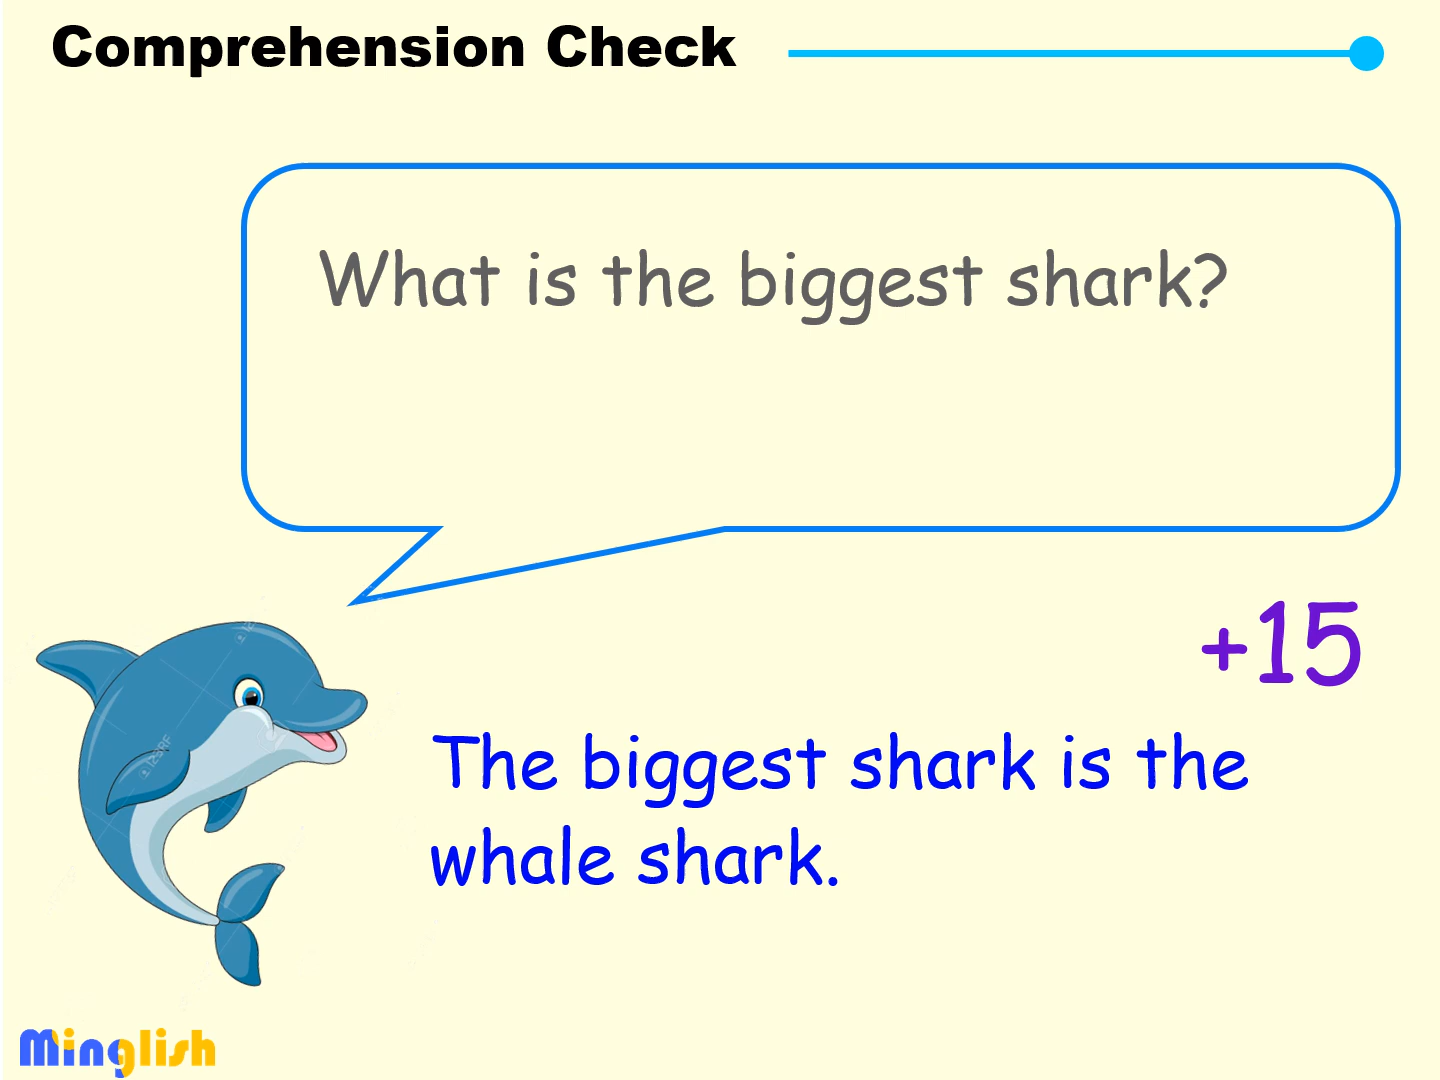 Comprehension Check
What is the biggest shark?
+15
The biggest shark is the
whale shark.
Minglish